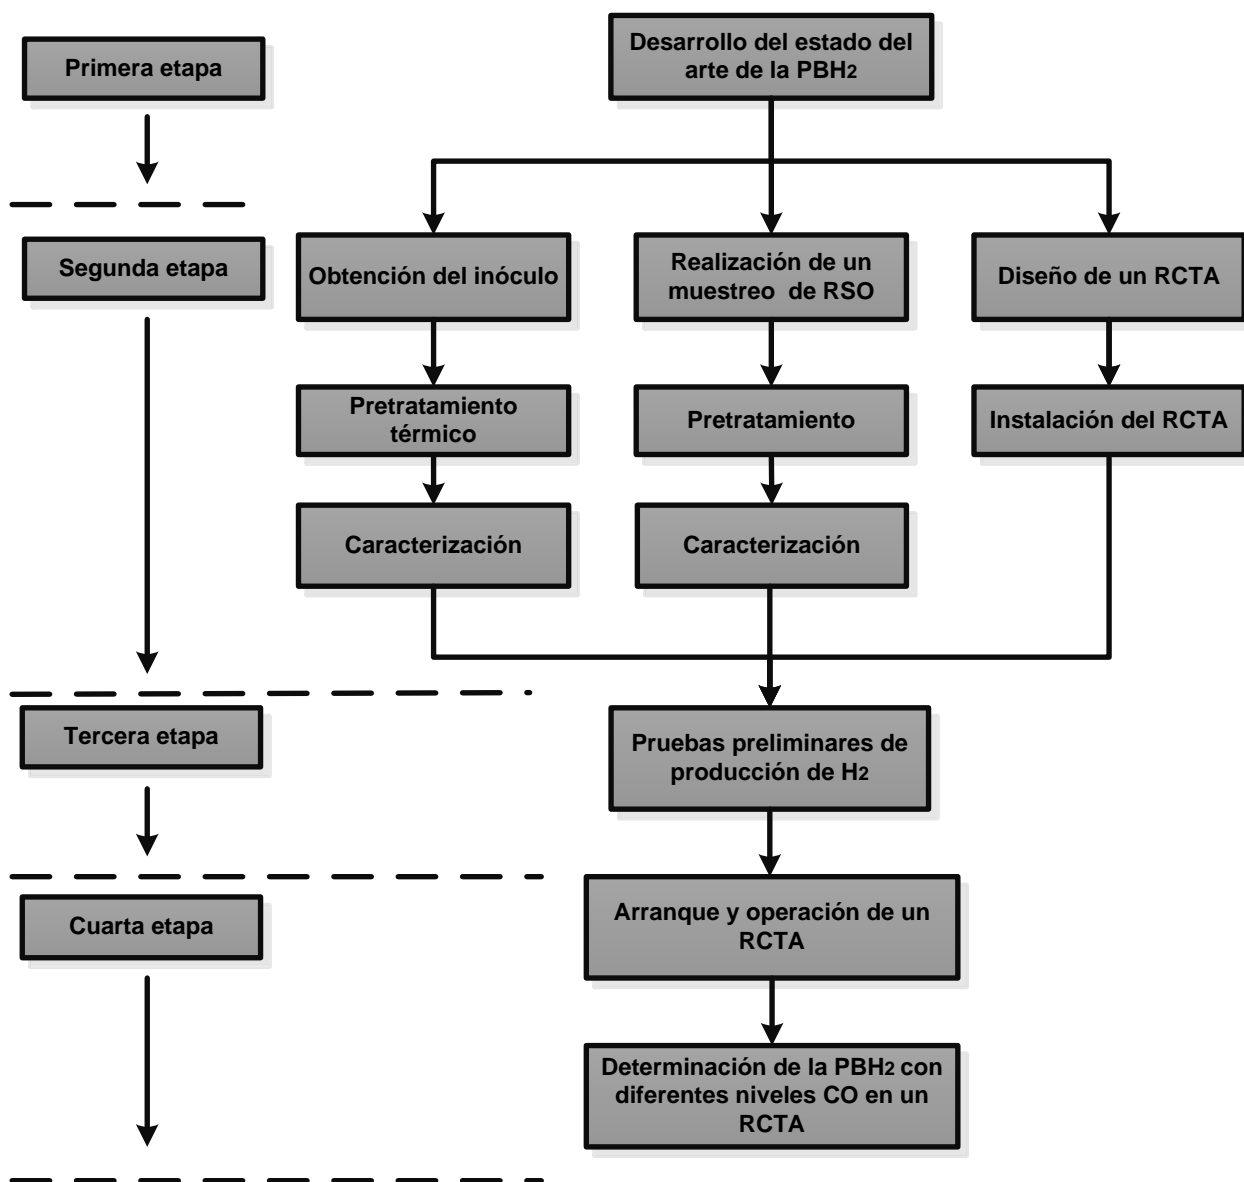 Primera etapa
Desarrollo del estado del
arte de la PBH2
Segunda etapa
Obtención del inóculo
Realización de un
muestreo de RSO
Diseño de un RCTA
Pretratamiento
térmico
Pretratamiento
Instalación del RCTA
Caracterización
Caracterización
Tercera etapa
Pruebas preliminares de
producción de H2
Cuarta etapa
Arranque y operación de un
RCTA
Determinación de la PBH2 con
diferentes niveles CO en un
RCTA